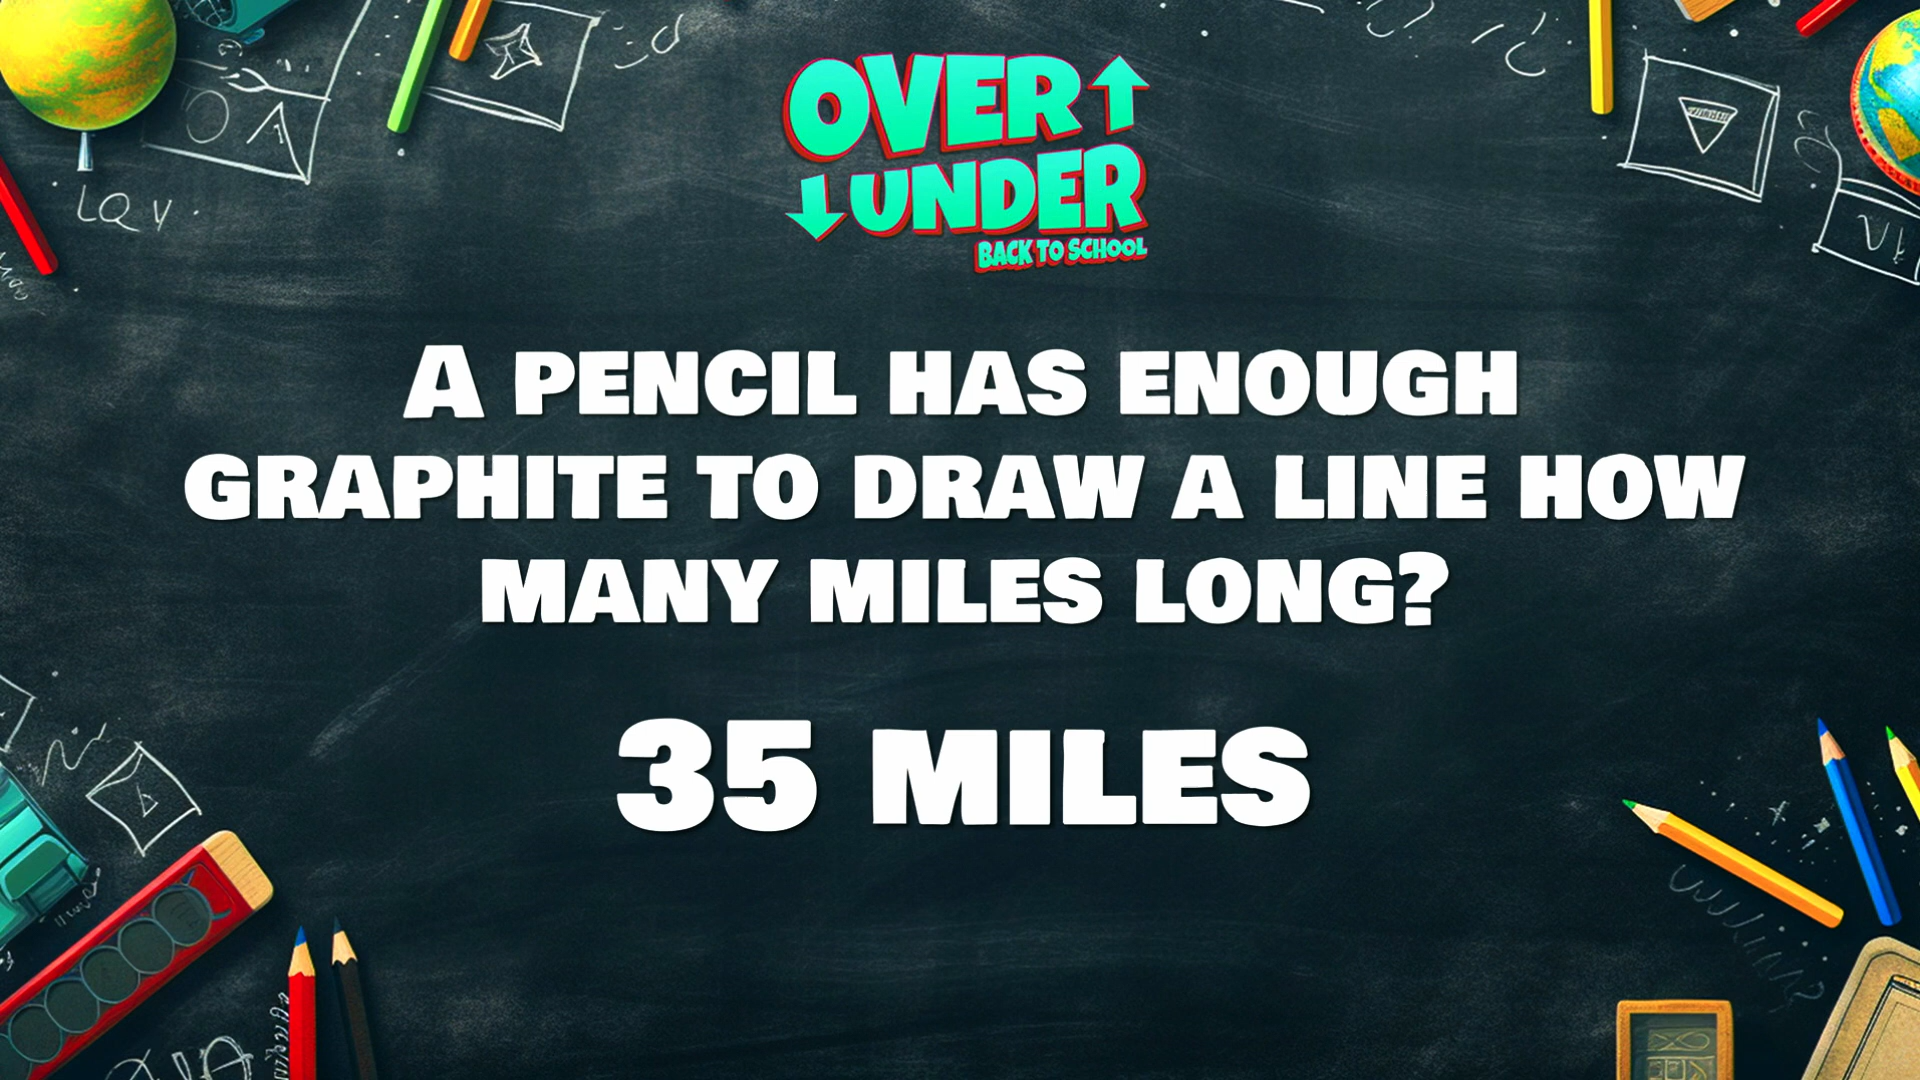 OVER
UNDER
BACK TO SCHOOL
A PENCIL HAS ENOUGH
GRAPHITE TO DRAW A LINE HOW
MANY MILES LONG?
35 MILES